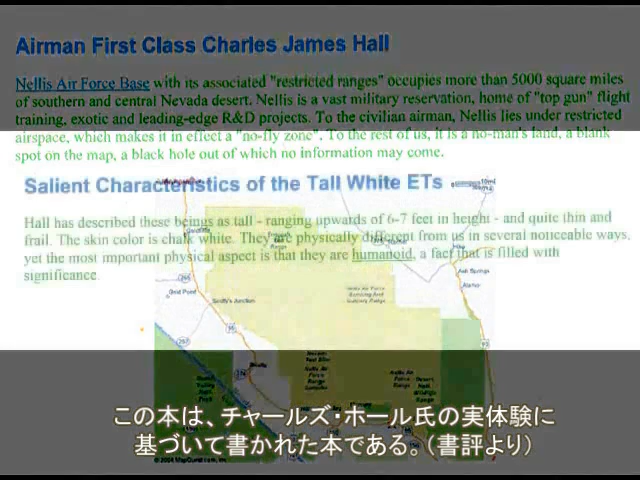 Airman First Class Charles James Hall
Nellis Air Force Base with its associated "restricted ranges" occupies more than 5000 square miles
of southern and central Nevada desert. Nellis is a vast military reservation, home of "top gun" flight
training, exotic and leading-edge R&D projects. To the civilian airman, Nellis lies under restricted
airspace, which makes it in effect a "no-fly zone". To the rest of us, it is a no-man's land, a blank
spot on the map, a black hole out of which no information may come.
Salient Characteristics of the Tall White ETs
Hall has described these beings as tall - ranging upwards of 6-7 feet in height - and quite thin and
frail. The skin color is chalk white. They are physically different from us in several noticeable ways,
yet the most important physical aspect is that they are humanoid, a fact that is filled with
significance.
Ash Springs
Alamo
93
95
267
Beatty
この本は、チャールズ・ホール氏の実体験に
基づいて書かれた本である。（書評より）